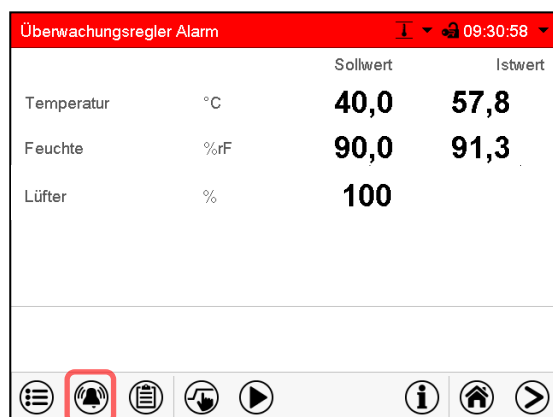 Überwachungsregler Alarm 09:30:58
Sollwert Istwert
Temperatur °C 40,0 57,8
Feuchte %rF 90,0 91,3
Lüfter % 100